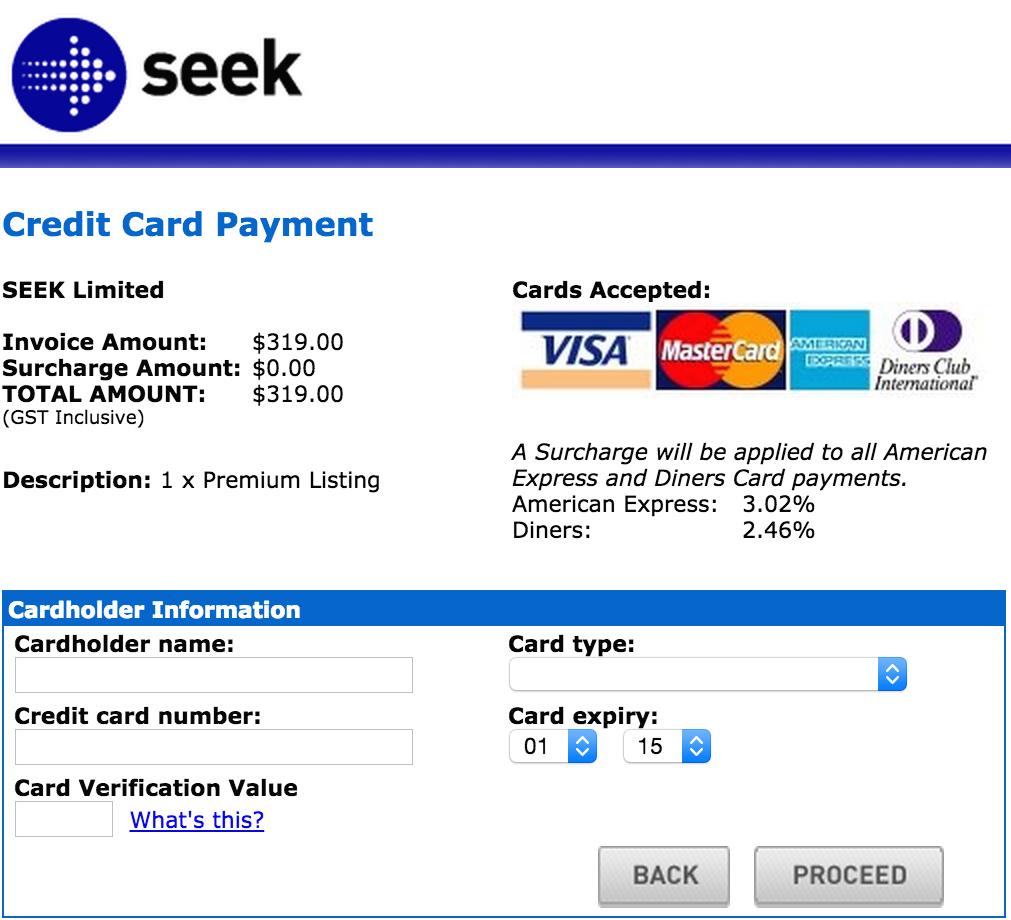 seek
Credit Card Payment
SEEK Limited
Invoice Amount: $319.00
Surcharge Amount: $0.00
TOTAL AMOUNT: $319.00
(GST Inclusive)
Description: 1 x Premium Listing
Cards Accepted:
VISA
MasterCard
AMERICAN
EXPRESS
Diners Club
International®
A Surcharge will be applied to all American
Express and Diners Card payments.
American Express: 3.02%
Diners: 2.46%
Cardholder Information
Cardholder name:
Card type:
Credit card number:
Card expiry:
01 15
Card Verification Value
What's this?
BACK PROCEED